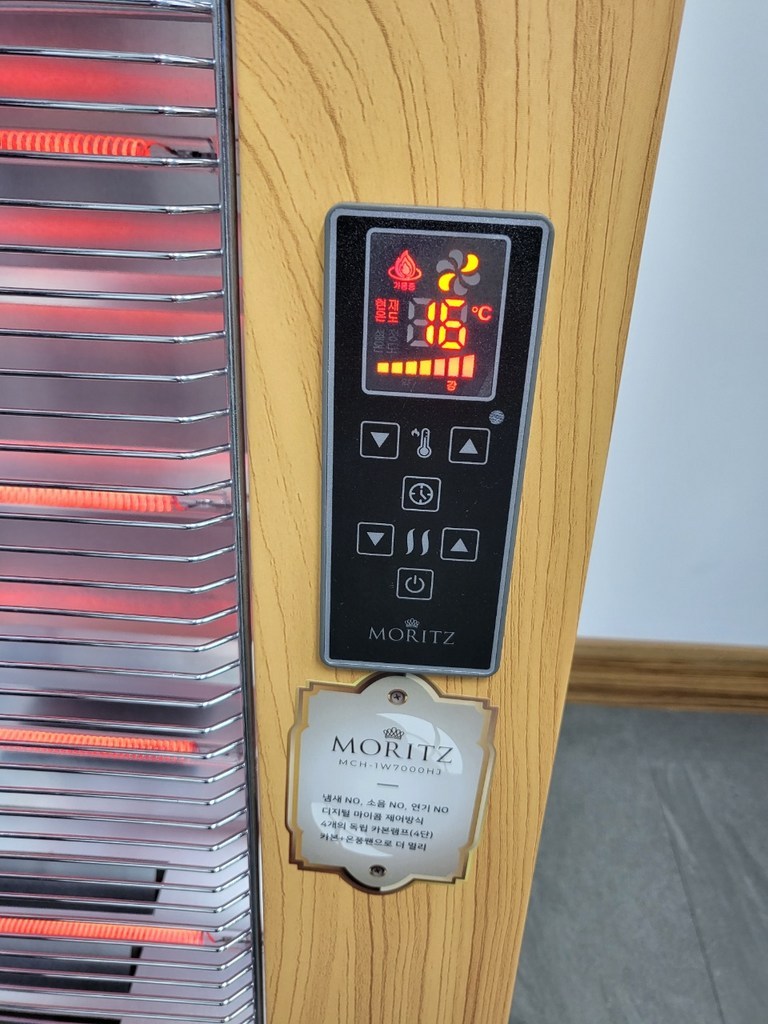 가동중
현재
온도
16 °C
강
MORITZ
MORITZ
MCH-1W7000HJ
냄새 NO, 소음 NO, 연기 NO
디지털 마이콤 제어방식
4개의 독립 카본램프(4단)
카본+온풍팬으로 더 멀리